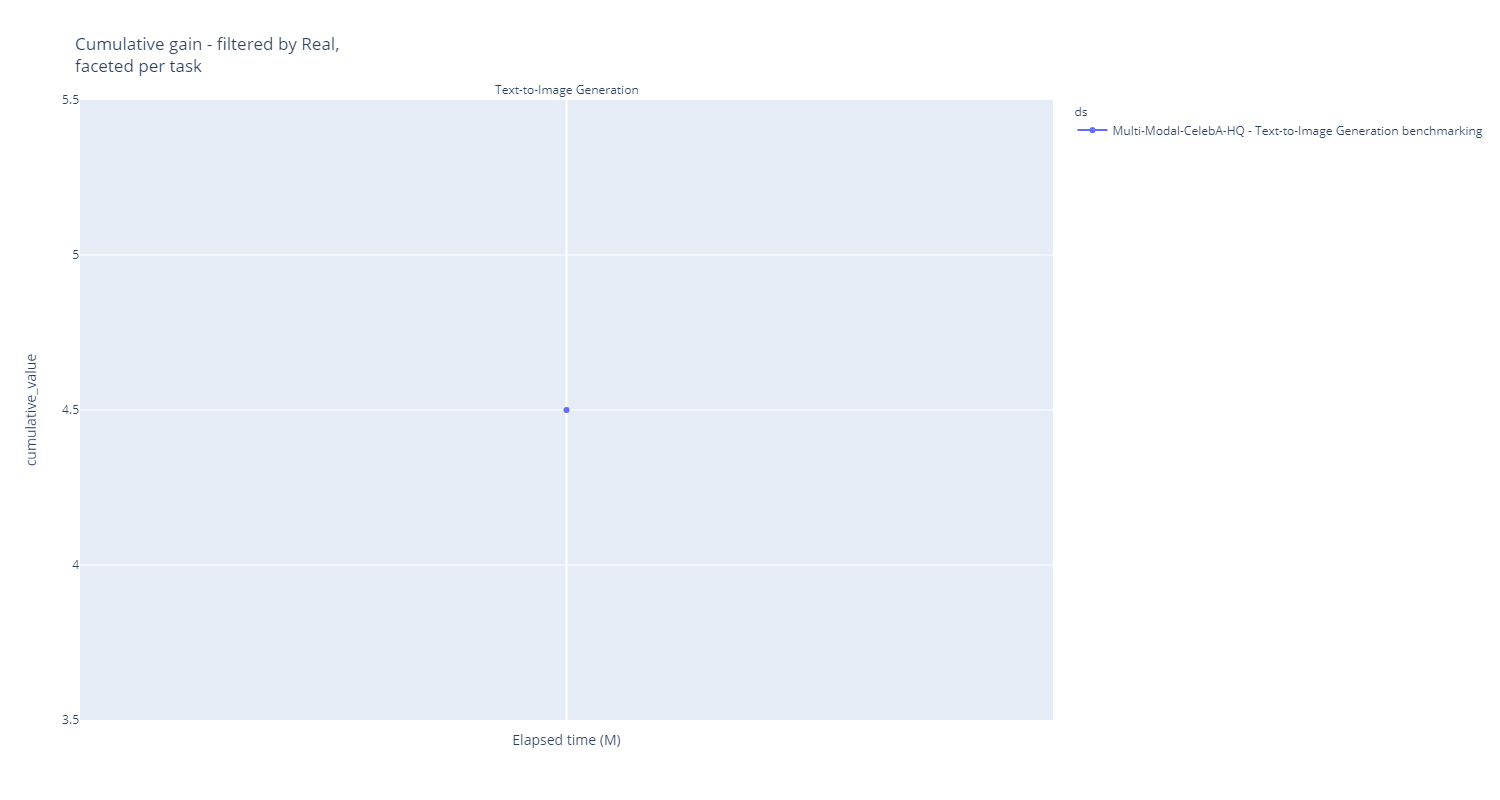 Cumulative gain - filtered by Real,
faceted per task
Text-to-Image Generation
5.5
5
4.5
4
3.5
cumulative_value
Elapsed time (M)
ds
Multi-Modal-CelebA-HQ - Text-to-Image Generation benchmarking